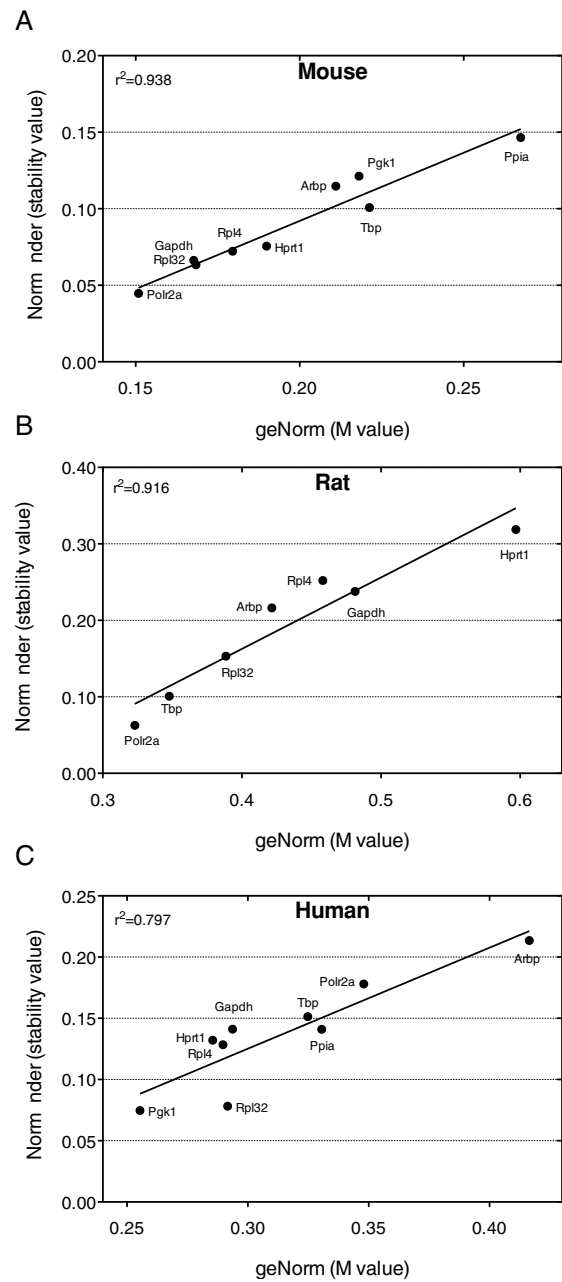 A
Mouse
r²=0.938
0.20
0.15
0.10
0.05
0.00
Norm nder (stability value)
Ppia
Pgk1
Arbp
Tbp
Rpl4
Hprt1
Gapdh
Rpl32
Polr2a
0.15 0.20 0.25
geNorm (M value)
B
Rat
r²=0.916
0.40
0.30
0.20
0.10
0.00
Norm nder (stability value)
Hprt1
Rpl4
Gapdh
Arbp
Rpl32
Tbp
Polr2a
0.3 0.4 0.5 0.6
geNorm (M value)
C
Human
r²=0.797
0.25
0.20
0.15
0.10
0.05
0.00
Norm nder (stability value)
Arbp
Polr2a
Tbp
Gapdh
Ppia
Hprt1
Rpl4
Pgk1
Rpl32
0.25 0.30 0.35 0.40
geNorm (M value)